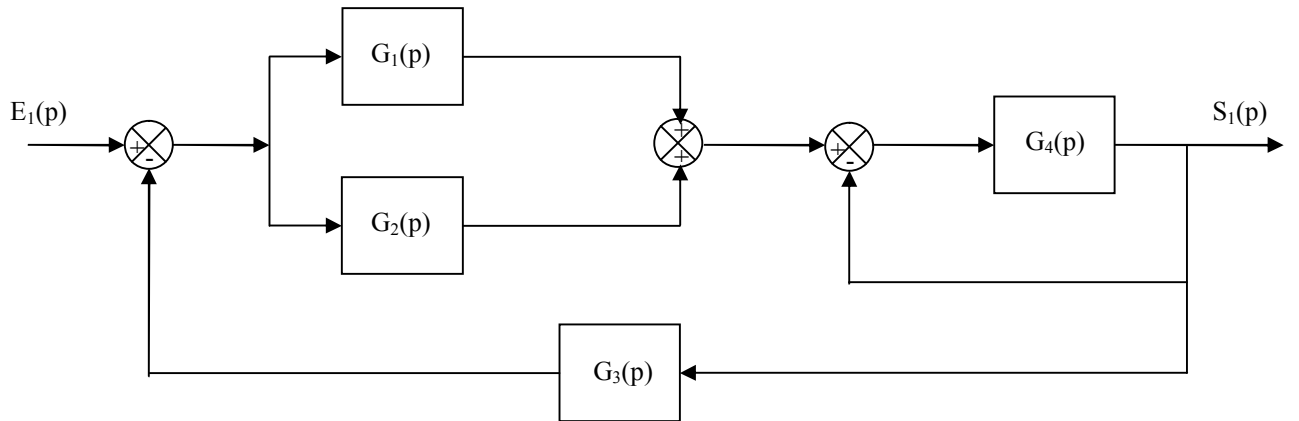 G₁(p)
E₁(p)
+
-
+
+
+
-
G₄(p)
S₁(p)
G₂(p)
G₃(p)